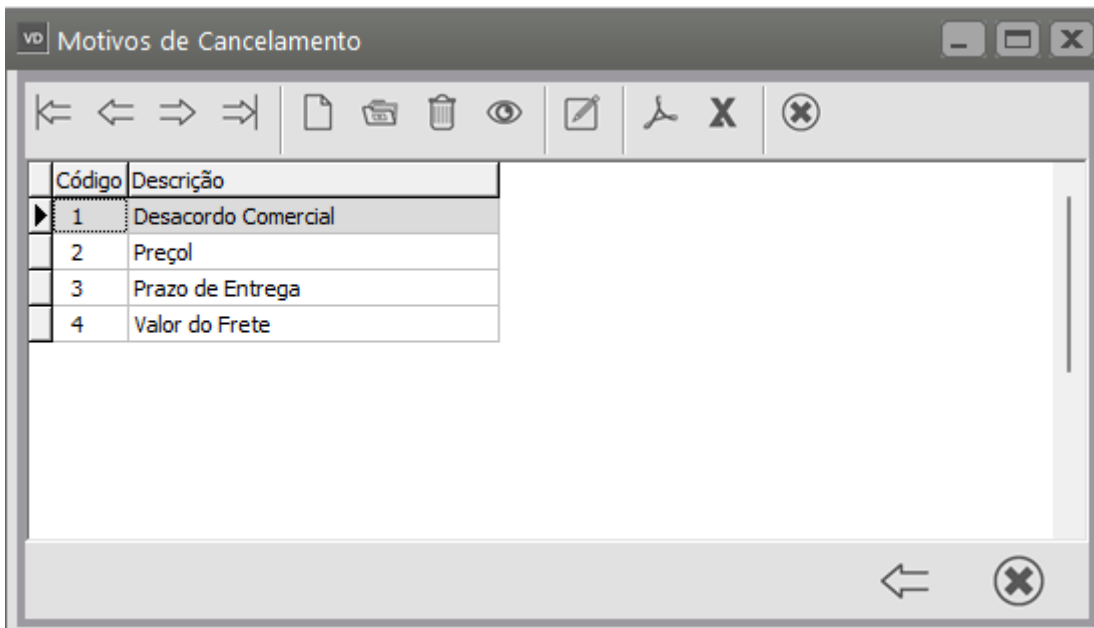 VD Motivos de Cancelamento
X
Código Descrição
1 Desacordo Comercial
2 Preçol
3 Prazo de Entrega
4 Valor do Frete